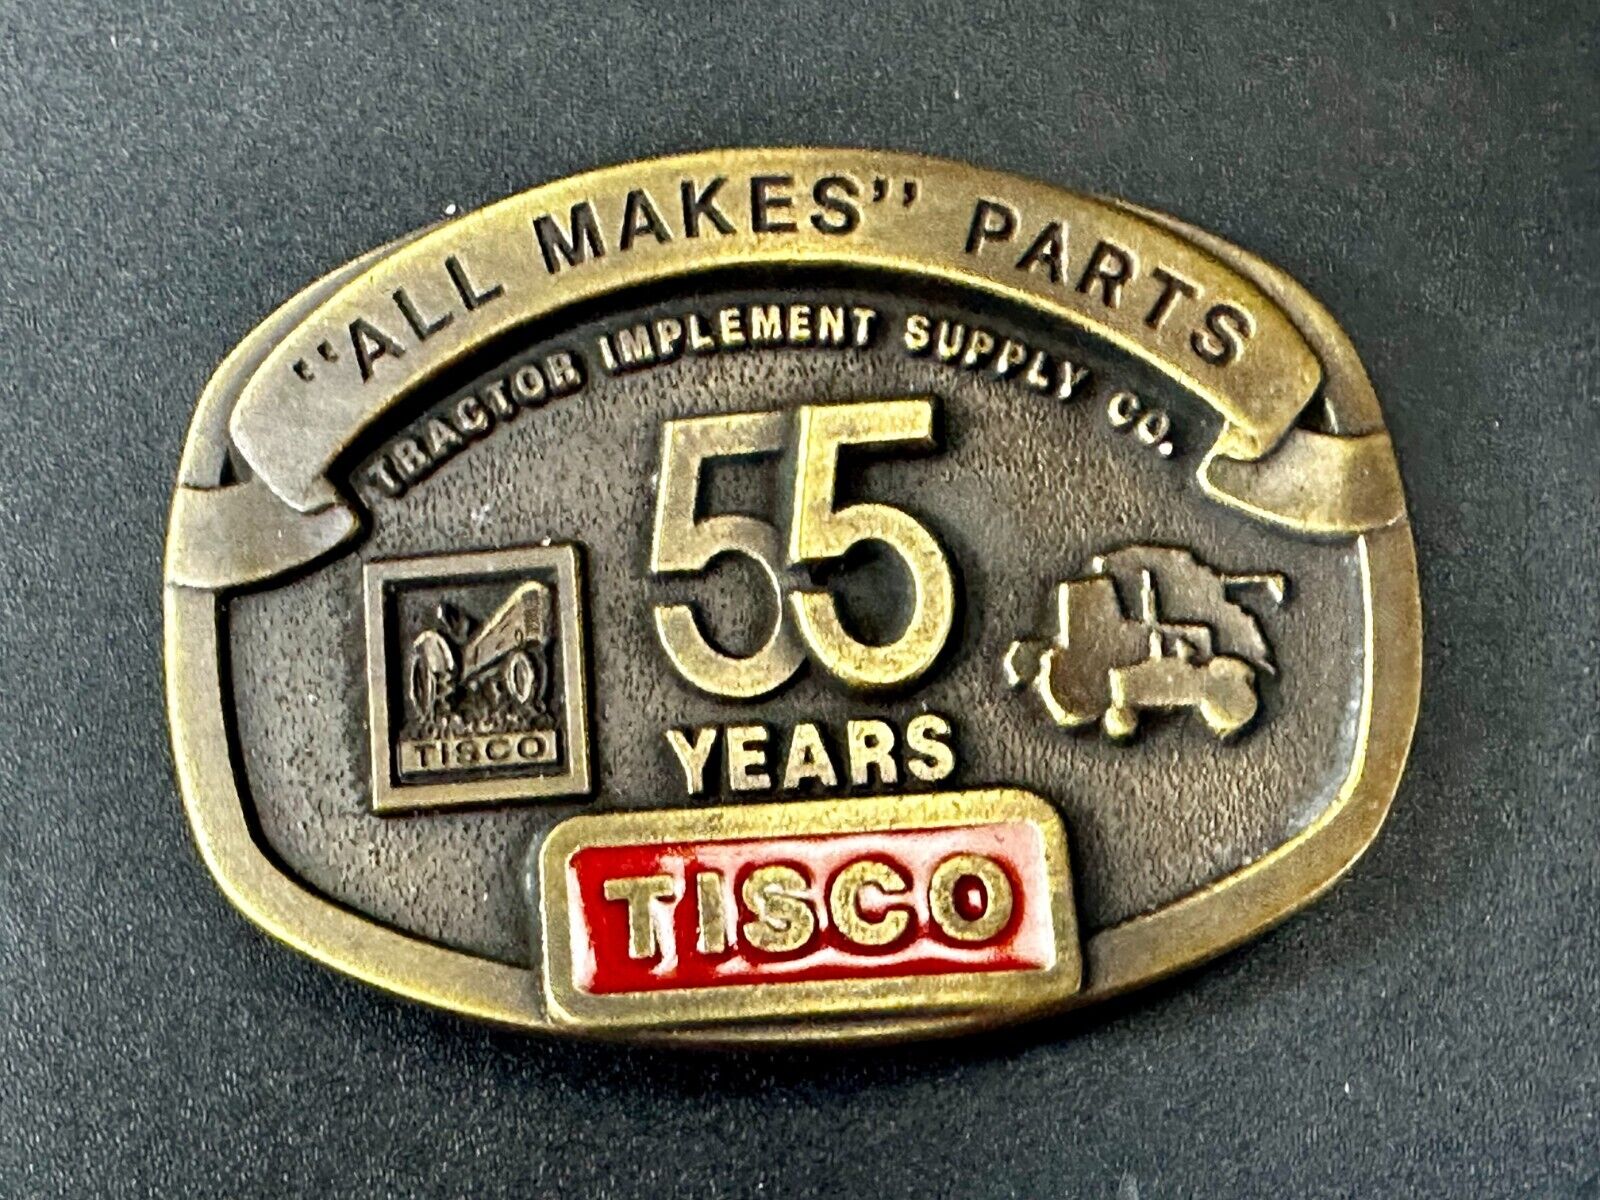 "ALL MAKES" PARTS
TRACTOR IMPLEMENT SUPPLY CO.
55
YEARS
TISCO
TISCO